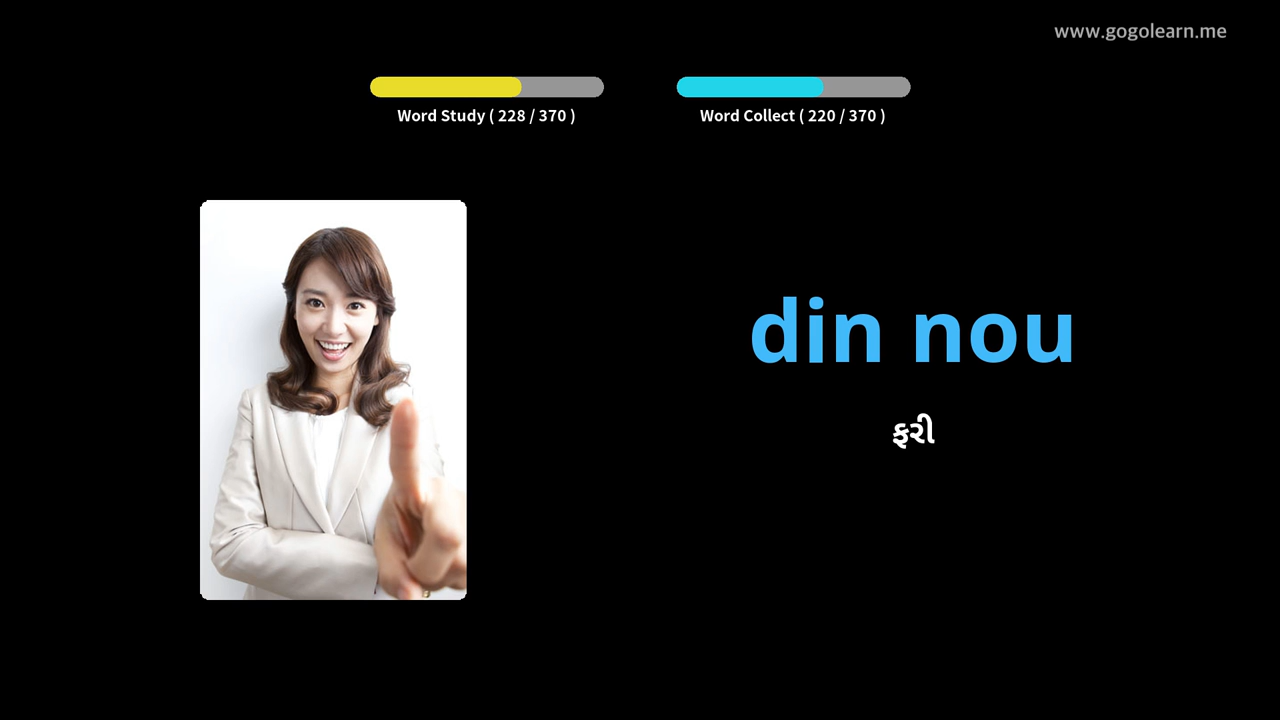 www.gogolearn.me
Word Study ( 228 / 370 )
Word Collect ( 220 / 370 )
din nou
ફરી